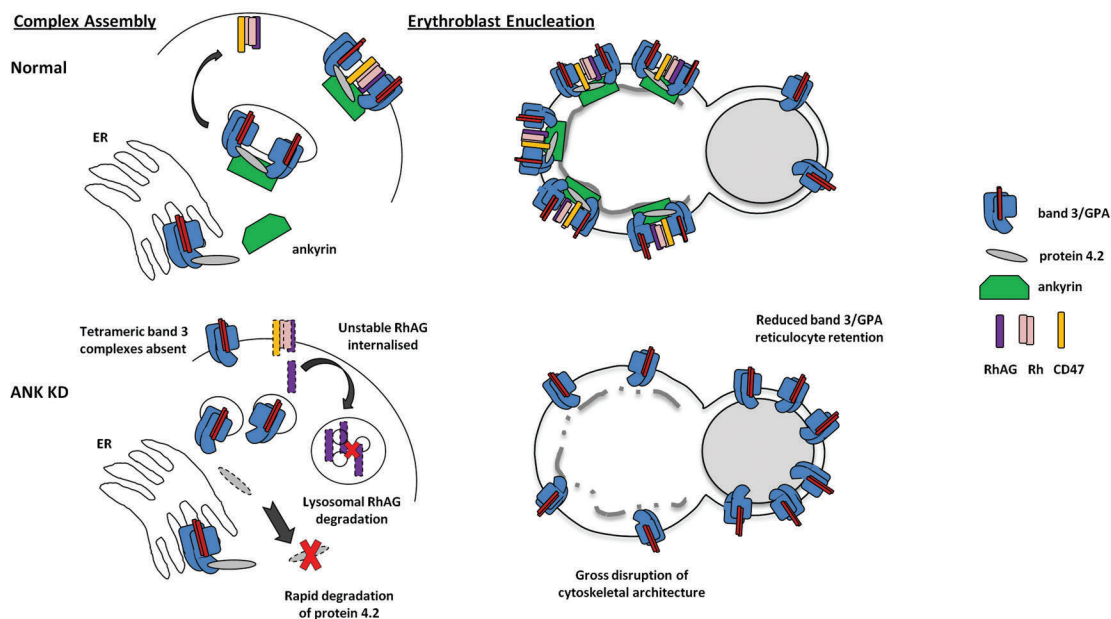 Complex Assembly
Erythroblast Enucleation
Normal
ER
ankyrin
band 3/GPA
protein 4.2
ankyrin
RhAG Rh CD47
Tetrameric band 3
complexes absent
Unstable RhAG
internalised
ANK KD
ER
Lysosomal RhAG
degradation
Rapid degradation
of protein 4.2
Reduced band 3/GPA
reticulocyte retention
Gross disruption of
cytoskeletal architecture